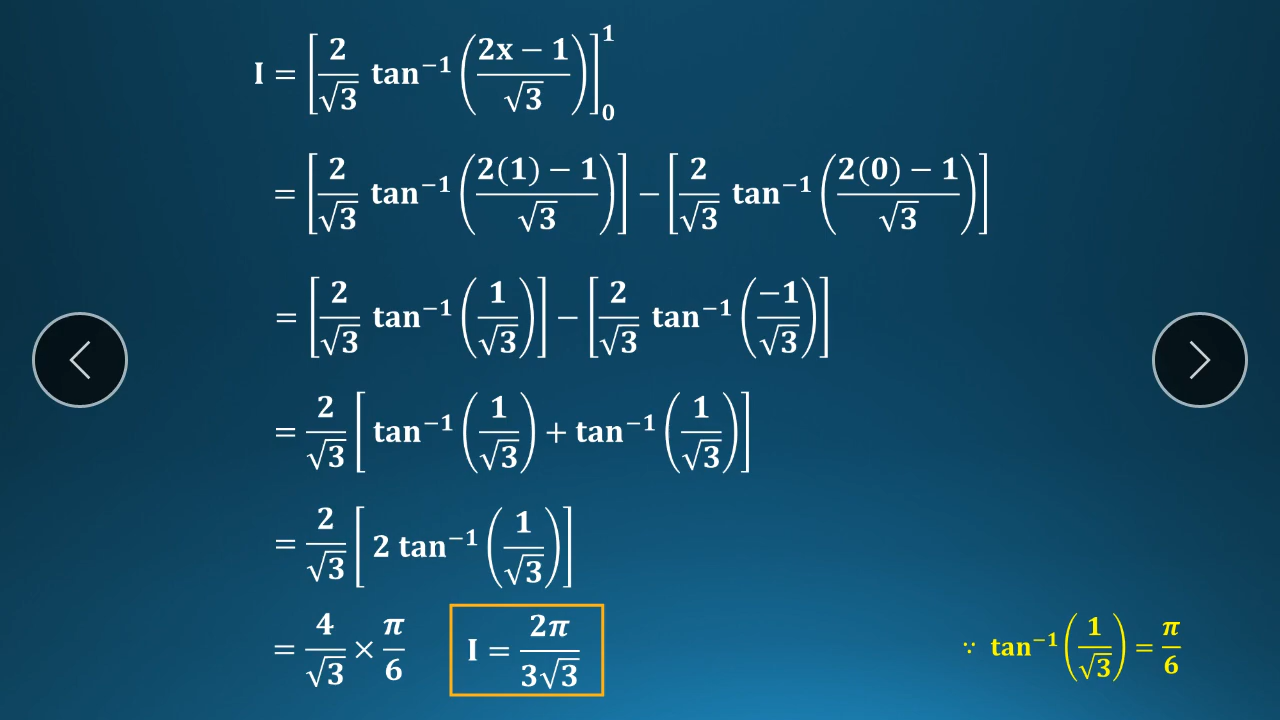 I = [2/√3 tan⁻¹ ((2x − 1)/√3)]₀¹
= [2/√3 tan⁻¹ ((2(1) − 1)/√3)] − [2/√3 tan⁻¹ ((2(0) − 1)/√3)]
= [2/√3 tan⁻¹ (1/√3)] − [2/√3 tan⁻¹ (−1/√3)]
= 2/√3 [tan⁻¹ (1/√3) + tan⁻¹ (1/√3)]
= 2/√3 [2 tan⁻¹ (1/√3)]
= 4/√3 × π/6 I = 2π/3√3 ∵ tan⁻¹ (1/√3) = π/6